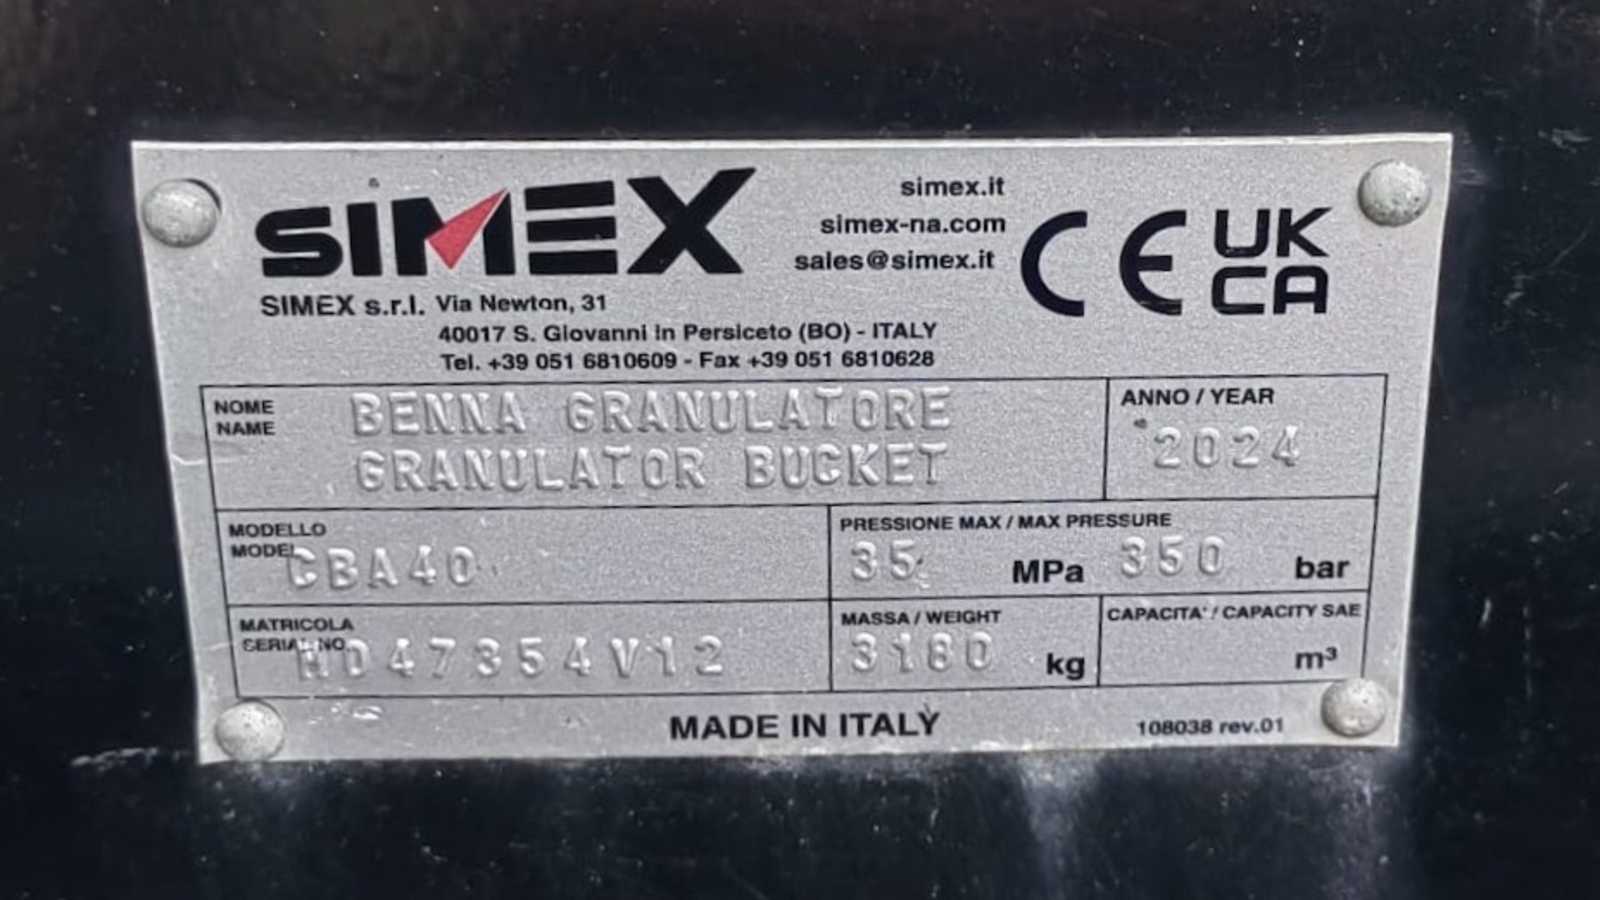 SIMEX
simex.it
simex-na.com
sales@simex.it
CE
UK
CA
SIMEX s.r.l. Via Newton, 31
40017 S. Giovanni in Persiceto (BO) - ITALY
Tel. +39 051 6810609 - Fax +39 051 6810628
NOME
NAME
BENNA GRANULATORE
GRANULATOR BUCKET
ANNO / YEAR
2024
MODELLO
MODEL
CBA40
PRESSIONE MAX / MAX PRESSURE
35 MPa 350 bar
MATRICOLA
SERIAL NO.
HD47354V12
MASSA / WEIGHT
3180 kg
CAPACITA' / CAPACITY SAE
m³
MADE IN ITALY
108038 rev.01